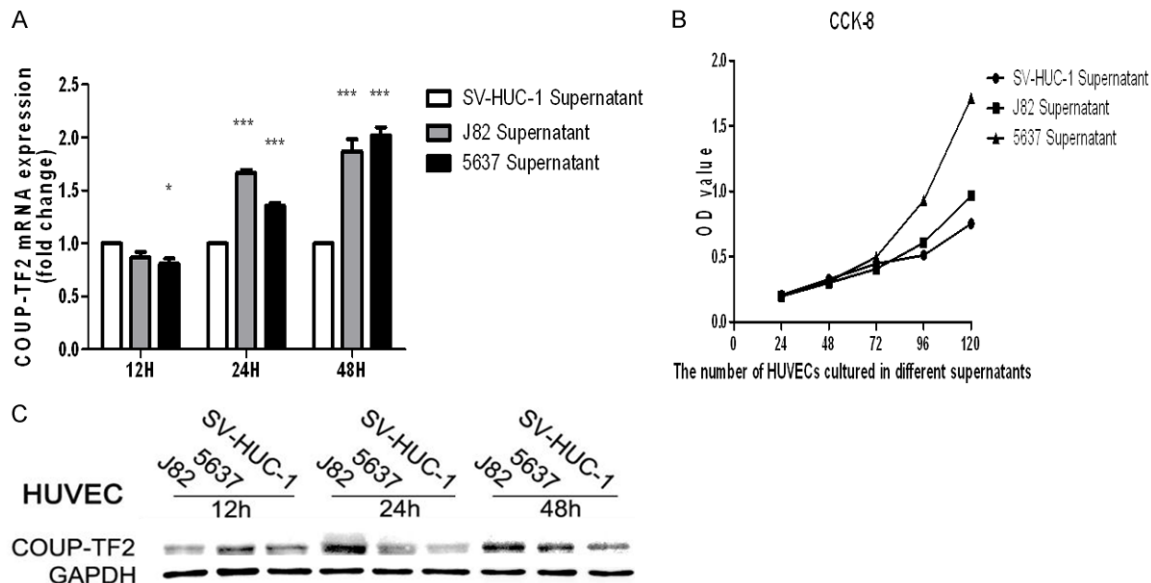 A
COUP-TF2 mRNA expression
(fold change)
2.5
2.0
1.5
1.0
0.5
0.0
*
***
***
***
***
12H
24H
48H
SV-HUC-1 Supernatant
J82 Supernatant
5637 Supernatant
B
CCK-8
OD value
2.0
1.5
1.0
0.5
0.0
0
24
48
72
96
120
The number of HUVECs cultured in different supernatants
SV-HUC-1 Supernatant
J82 Supernatant
5637 Supernatant
C
HUVEC
J82 5637 SV-HUC-1
J82 5637 SV-HUC-1
J82 5637 SV-HUC-1
12h
24h
48h
COUP-TF2
GAPDH